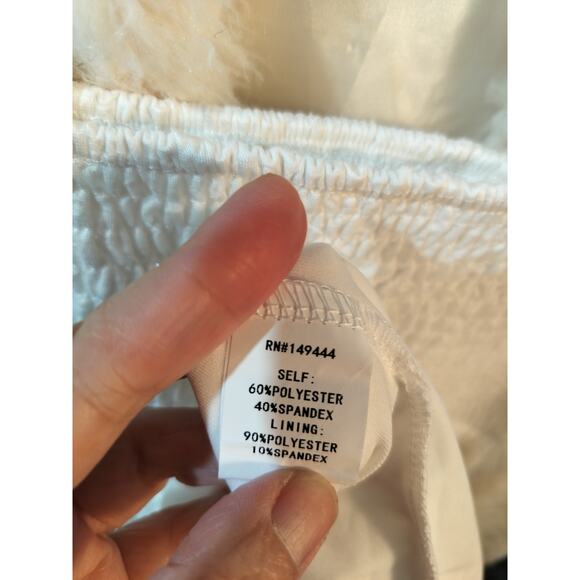 RN#149444
SELF:
60%POLYESTER
40%SPANDEX
LINING:
90%POLYESTER
10%SPANDEX